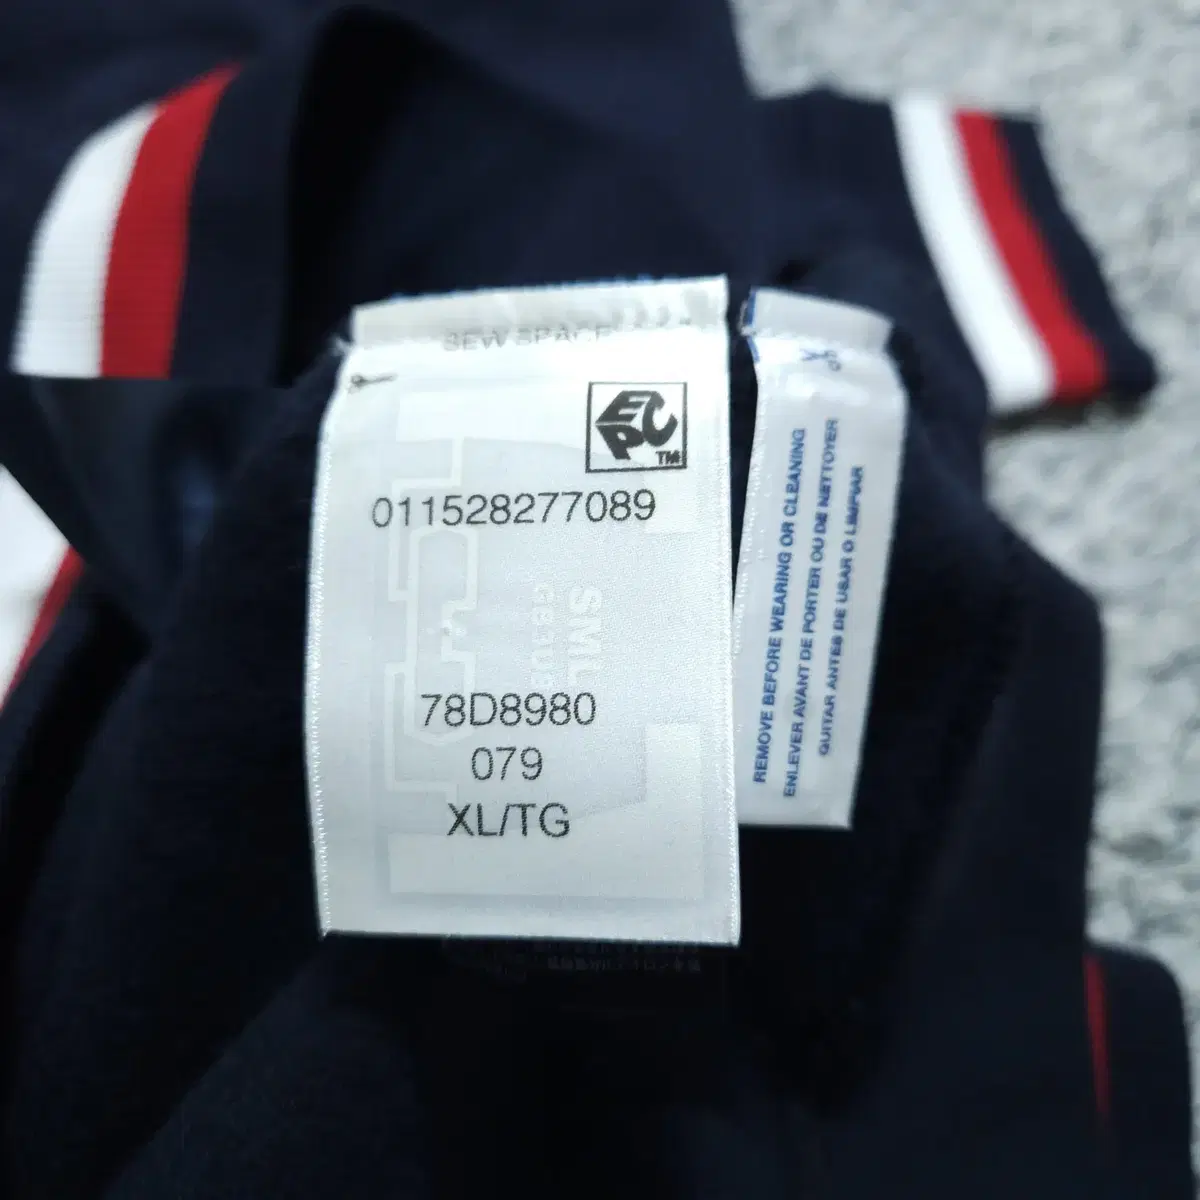 SEW SPACE
EPC
TM
011528277089
SML
78D8980
079
XL/TG
REMOVE BEFORE WEARING OR CLEANING
ENLEVER AVANT DE PORTER OU DE NETTOYER
QUITAR ANTES DE USAR O LIMPIAR